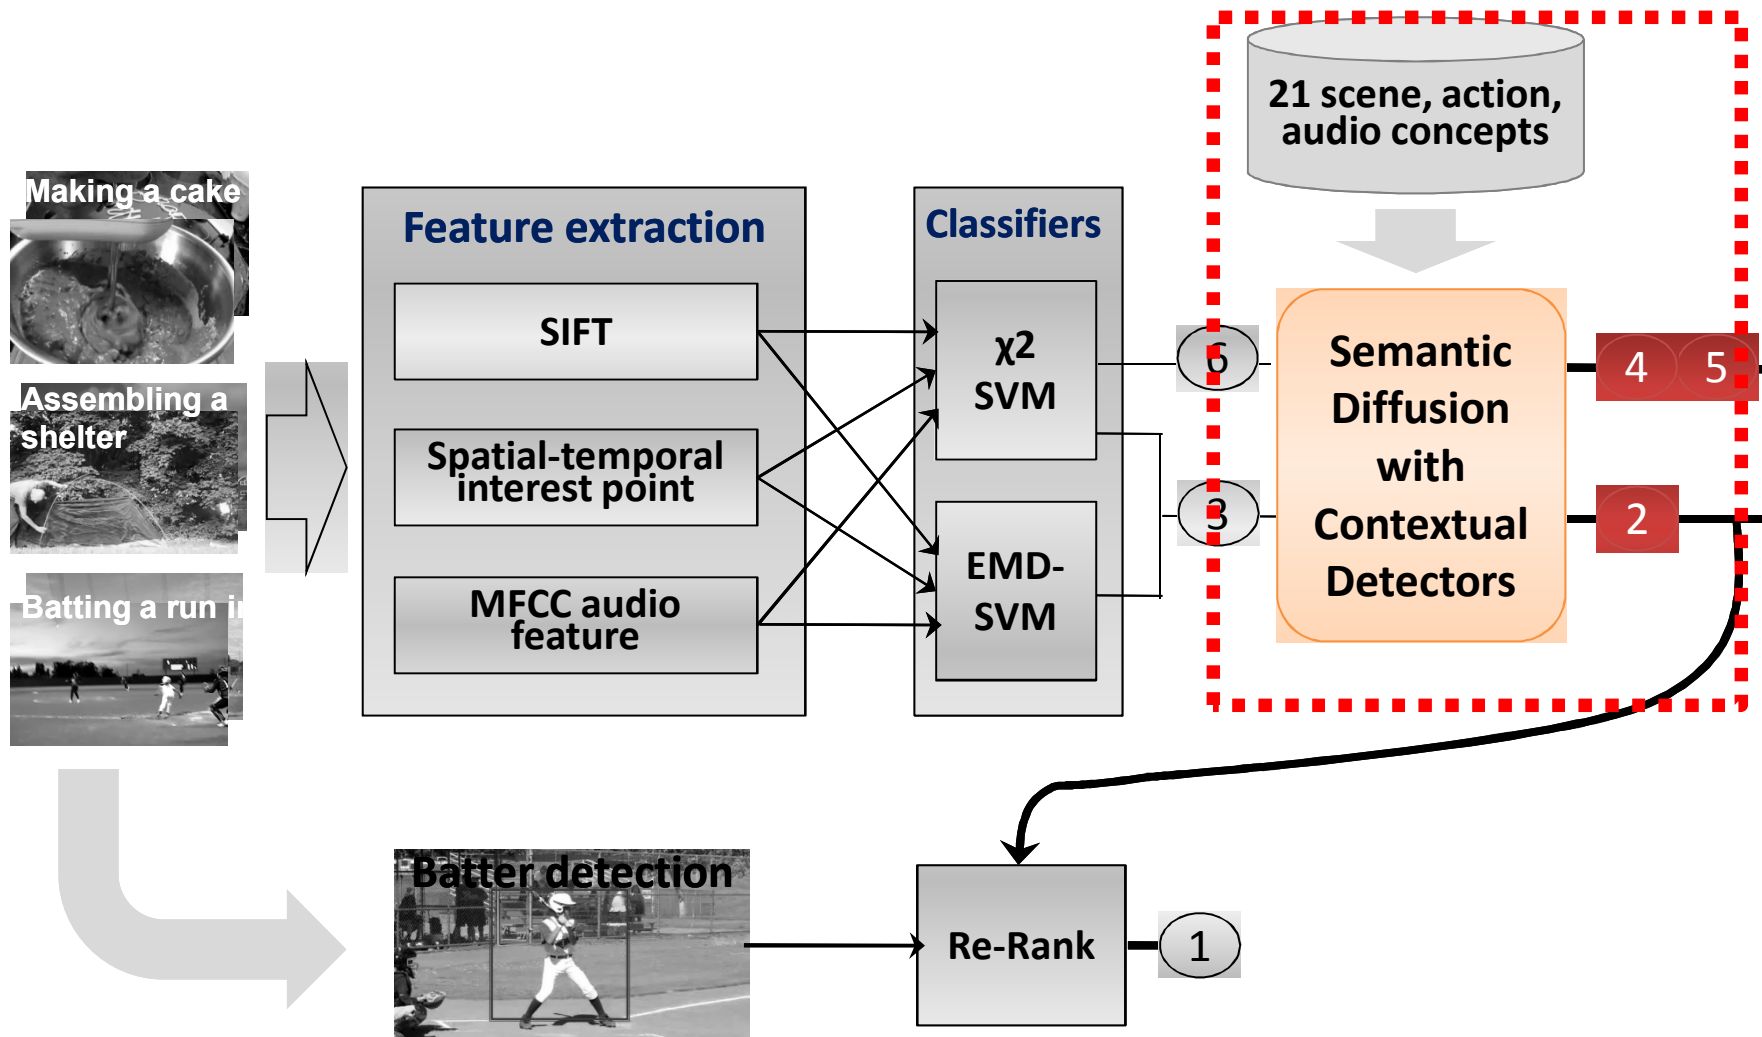 21 scene, action,
audio concepts
Making a cake
Assembling a
shelter
Batting a run in
Feature extraction
SIFT
Spatial-temporal
interest point
MFCC audio
feature
Classifiers
χ2
SVM
EMD-
SVM
6
3
Semantic
Diffusion
with
Contextual
Detectors
4 5
2
Batter detection
Re-Rank
1